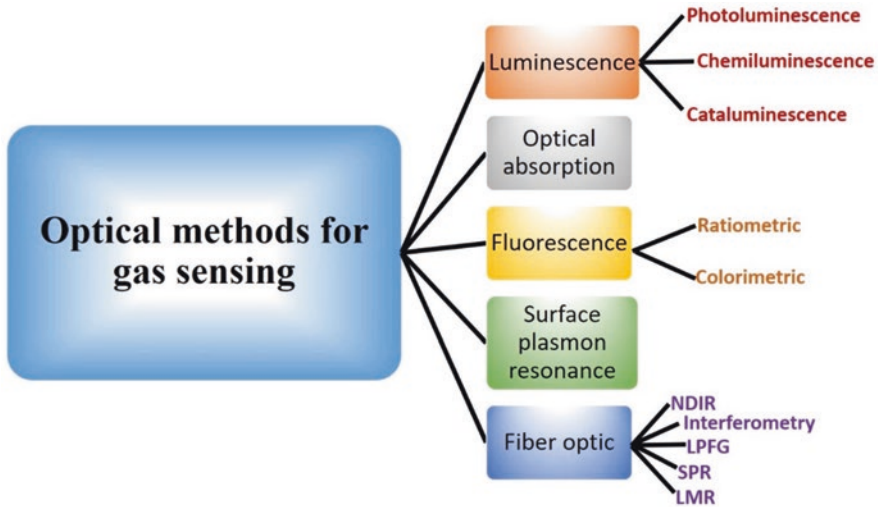 Optical methods for
gas sensing
Luminescence
Photoluminescence
Chemiluminescence
Cataluminescence
Optical
absorption
Fluorescence
Ratiometric
Colorimetric
Surface
plasmon
resonance
Fiber optic
NDIR
Interferometry
LPFG
SPR
LMR